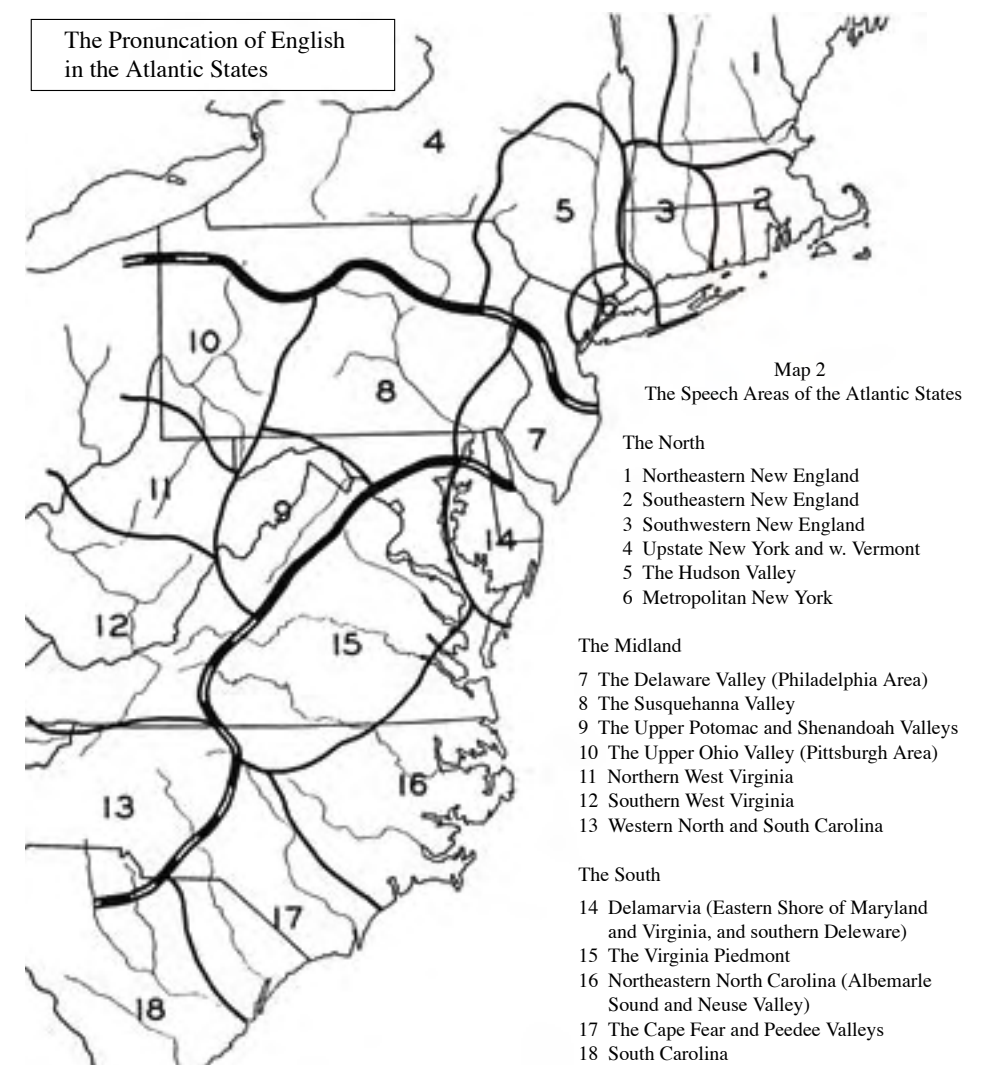 The Pronuncation of English
in the Atlantic States
1
4
5
3
2
6
10
8
7
11
9
14
12
15
13
16
17
18
Map 2
The Speech Areas of the Atlantic States
The North
1 Northeastern New England
2 Southeastern New England
3 Southwestern New England
4 Upstate New York and w. Vermont
5 The Hudson Valley
6 Metropolitan New York
The Midland
7 The Delaware Valley (Philadelphia Area)
8 The Susquehanna Valley
9 The Upper Potomac and Shenandoah Valleys
10 The Upper Ohio Valley (Pittsburgh Area)
11 Northern West Virginia
12 Southern West Virginia
13 Western North and South Carolina
The South
14 Delamarvia (Eastern Shore of Maryland
and Virginia, and southern Deleware)
15 The Virginia Piedmont
16 Northeastern North Carolina (Albemarle
Sound and Neuse Valley)
17 The Cape Fear and Peedee Valleys
18 South Carolina